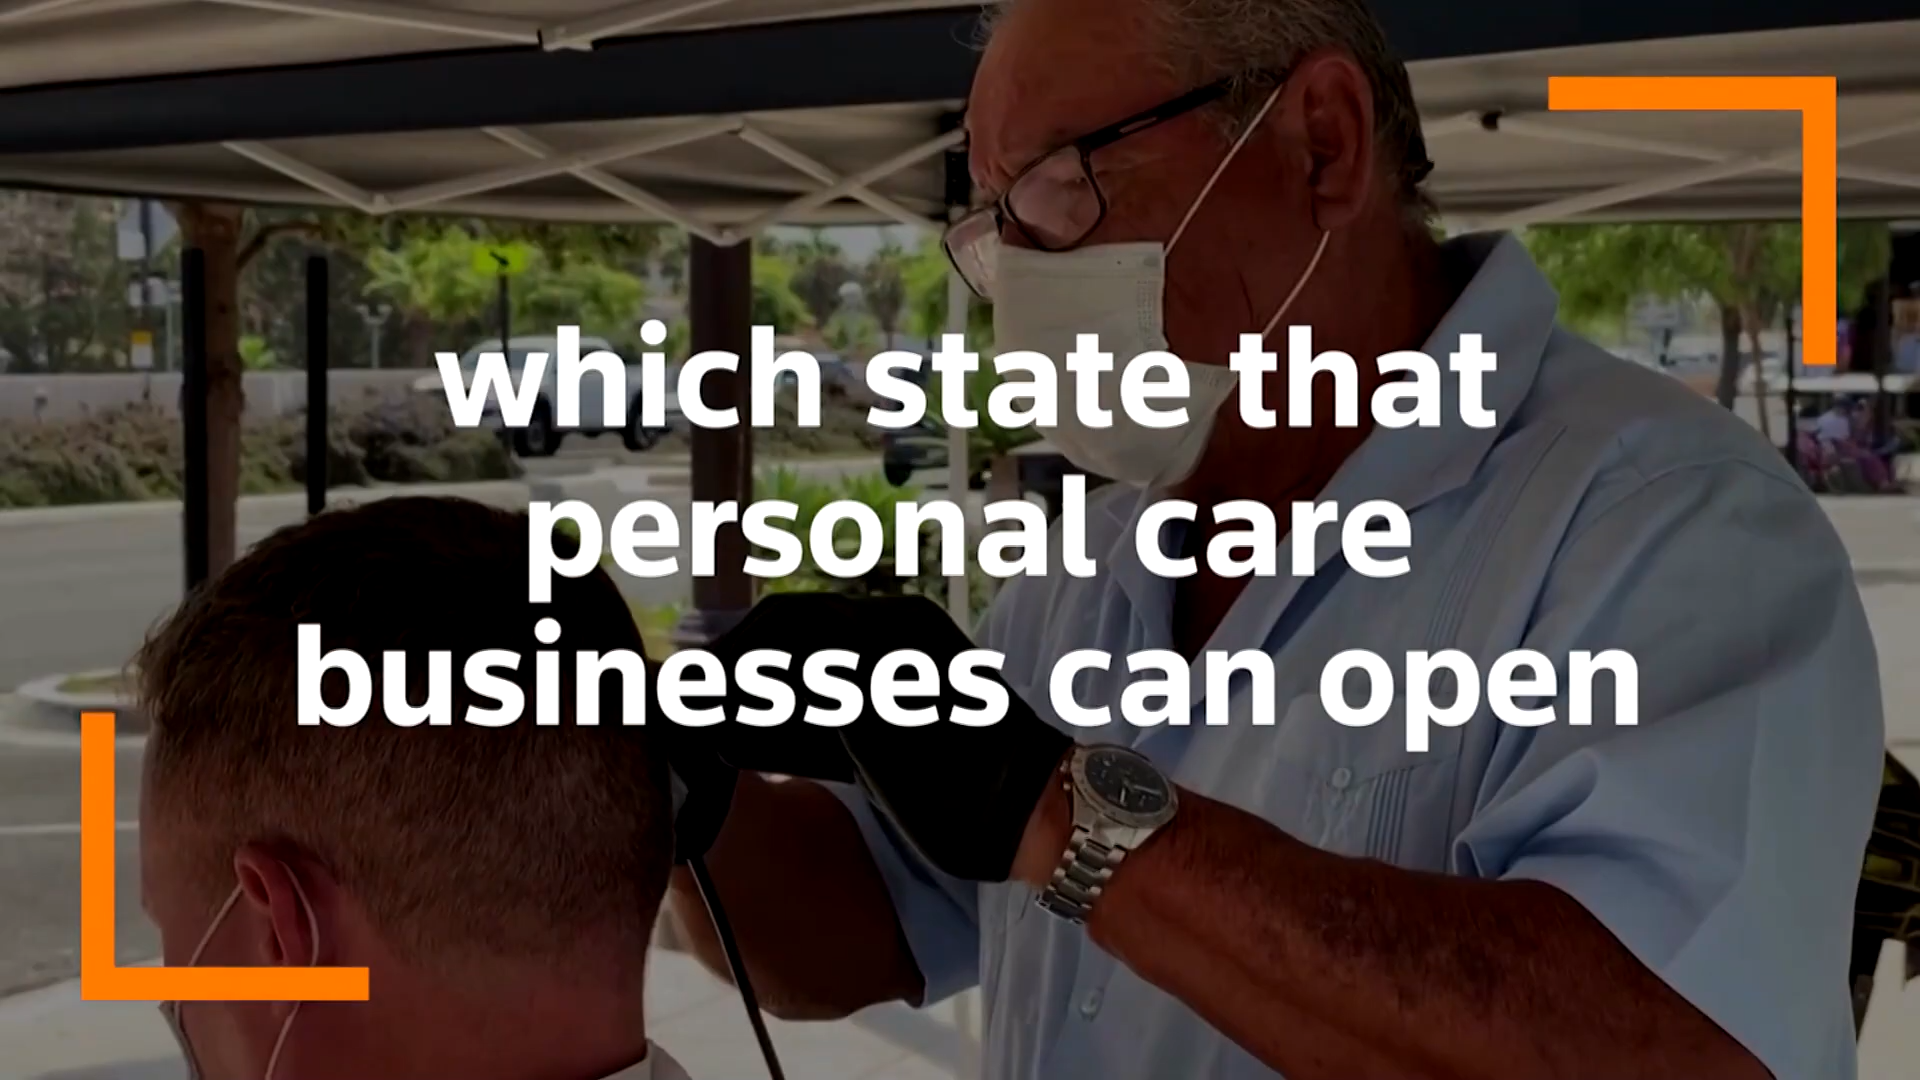 which state that
personal care
businesses can open